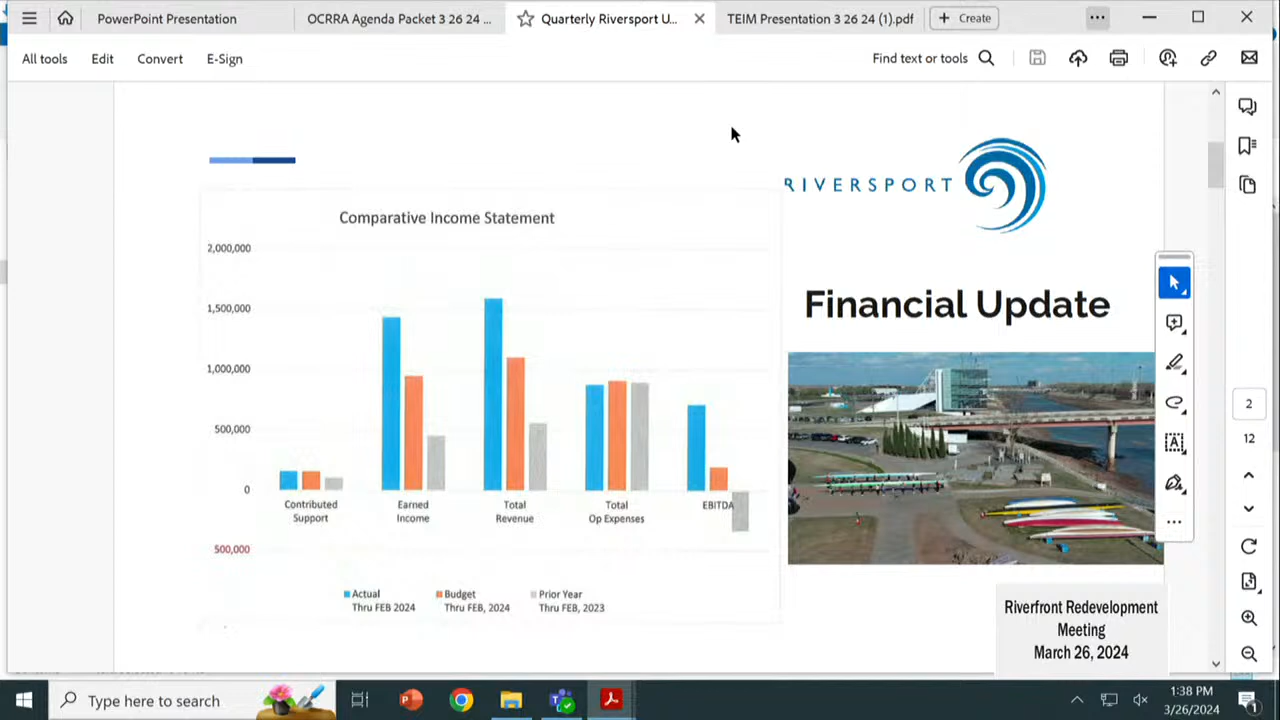 PowerPoint Presentation
OCRRA Agenda Packet 3 26 24 ...
Quarterly Riversport U...
TEIM Presentation 3 26 24 (1).pdf
Create
All tools
Edit
Convert
E-Sign
Find text or tools
RIVERSPORT
Comparative Income Statement
2,000,000
1,500,000
1,000,000
500,000
0
500,000
Contributed
Support
Earned
Income
Total
Revenue
Total
Op Expenses
EBITDA
Actual
Thru FEB 2024
Budget
Thru FEB, 2024
Prior Year
Thru FEB, 2023
Financial Update
2
12
Riverfront Redevelopment
Meeting
March 26, 2024
Type here to search
1:38 PM
3/26/2024
1